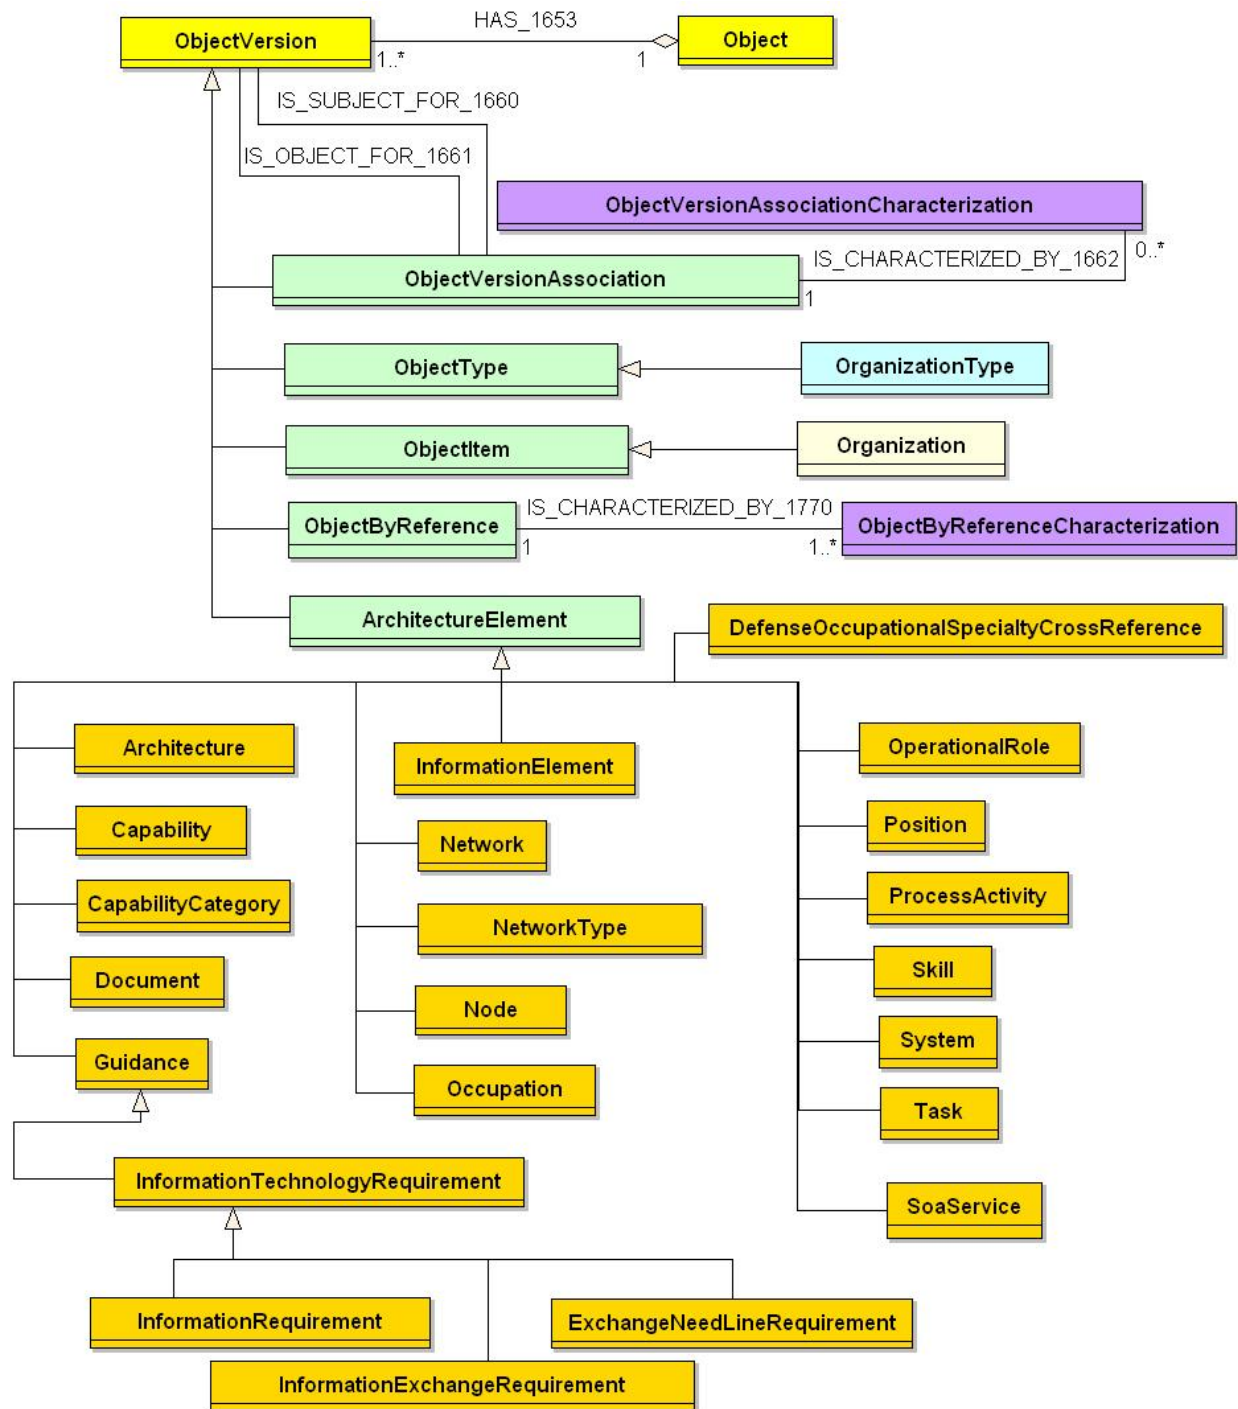 HAS_1653
ObjectVersion
Object
1..*
1
IS_SUBJECT_FOR_1660
IS_OBJECT_FOR_1661
ObjectVersionAssociationCharacterization
0..*
IS_CHARACTERIZED_BY_1662
ObjectVersionAssociation
1
ObjectType
OrganizationType
ObjectItem
Organization
IS_CHARACTERIZED_BY_1770
ObjectByReference
ObjectByReferenceCharacterization
1
1..*
ArchitectureElement
DefenseOccupationalSpecialtyCrossReference
Architecture
InformationElement
OperationalRole
Capability
Network
Position
CapabilityCategory
NetworkType
ProcessActivity
Document
Node
Skill
Guidance
Occupation
System
Task
InformationTechnologyRequirement
SoaService
InformationRequirement
ExchangeNeedLineRequirement
InformationExchangeRequirement